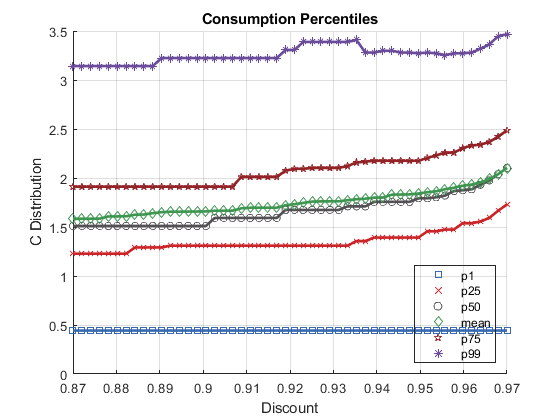 Consumption Percentiles
3.5
3
2.5
2
1.5
1
0.5
0
C Distribution
p1
p25
p50
mean
p75
p99
0.87 0.88 0.89 0.9 0.91 0.92 0.93 0.94 0.95 0.96 0.97
Discount